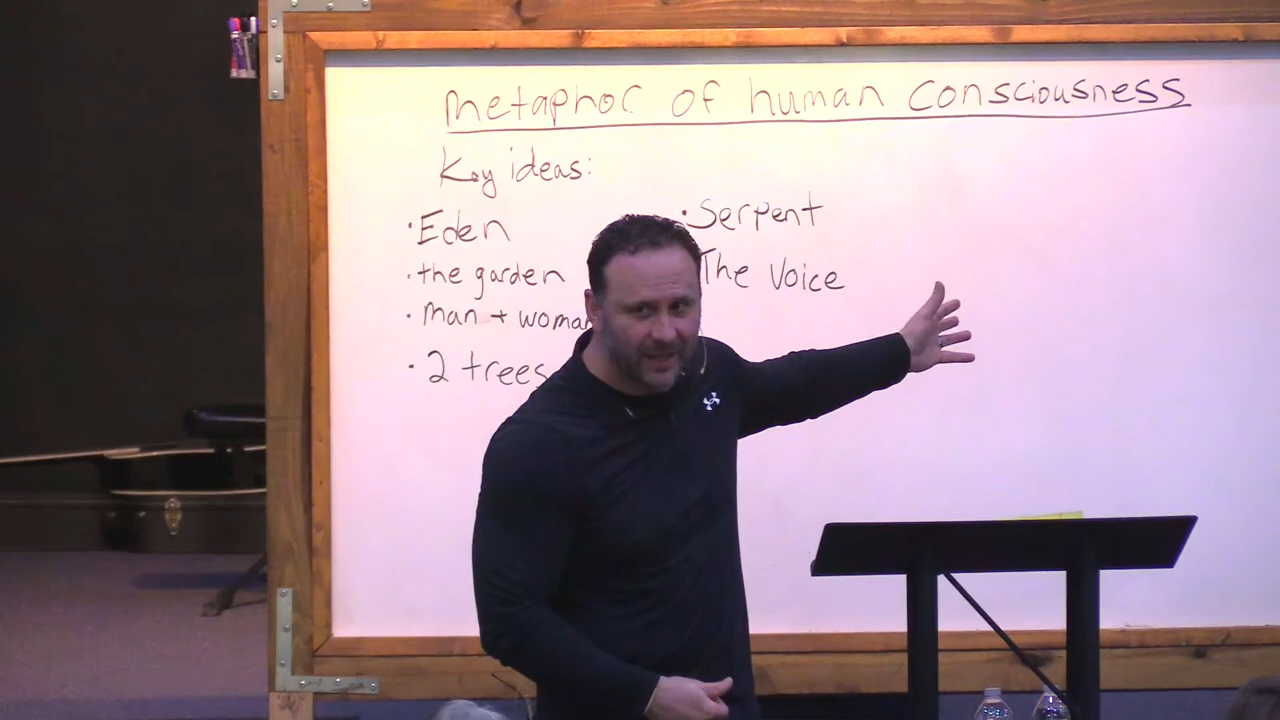 metaphor of human consciousness
Key ideas:
• Eden
• the garden
• man + woman
• 2 trees
• Serpent
The Voice